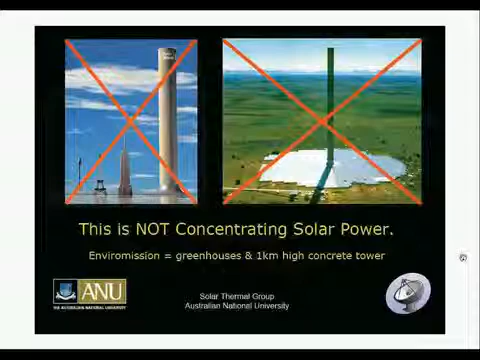 This is NOT Concentrating Solar Power.
Enviromission = greenhouses & 1km high concrete tower
ANU
THE AUSTRALIAN NATIONAL UNIVERSITY
Solar Thermal Group
Australian National University